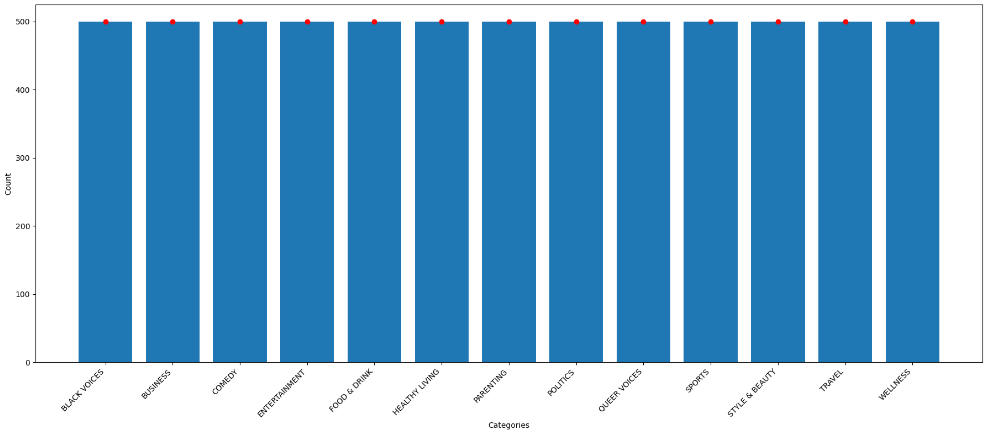 500
400
300
200
100
0
Count
BLACK VOICES
BUSINESS
COMEDY
ENTERTAINMENT
FOOD & DRINK
HEALTHY LIVING
PARENTING
POLITICS
QUEER VOICES
SPORTS
STYLE & BEAUTY
TRAVEL
WELLNESS
Categories